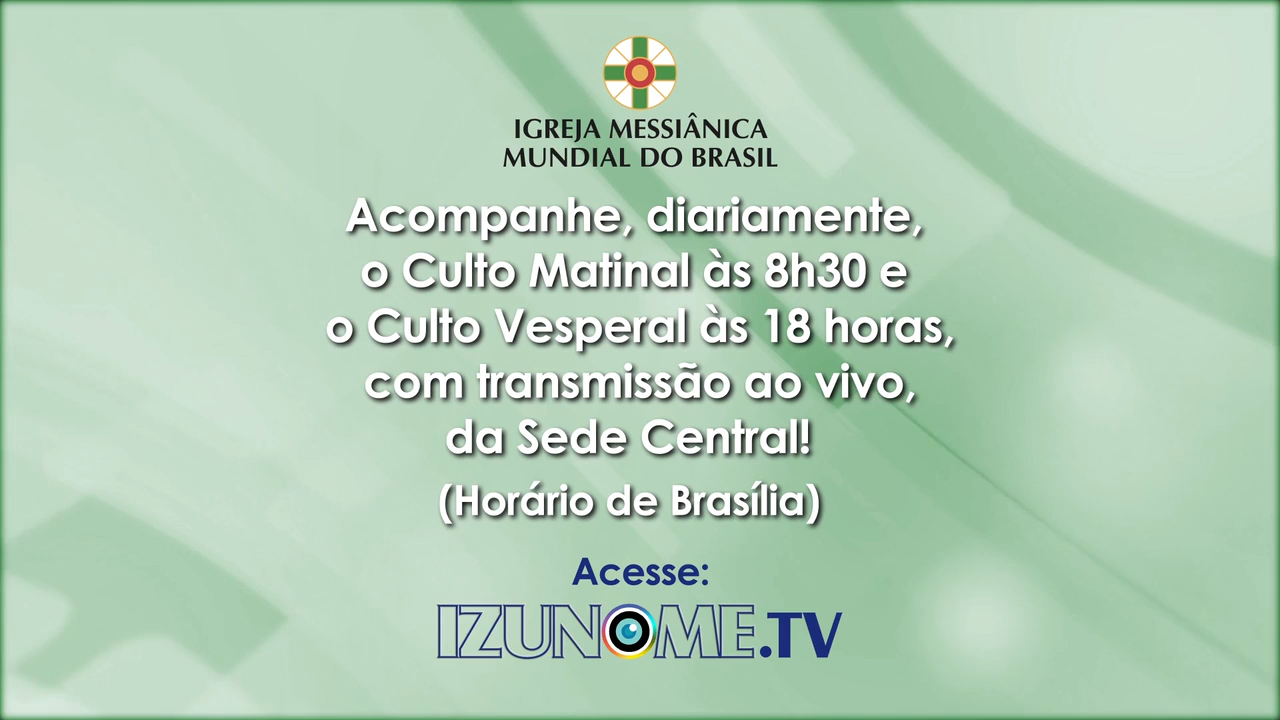 IGREJA MESSIÂNICA
MUNDIAL DO BRASIL
Acompanhe, diariamente,
o Culto Matinal às 8h30 e
o Culto Vesperal às 18 horas,
com transmissão ao vivo,
da Sede Central!
(Horário de Brasília)
Acesse:
IZUNOME.TV